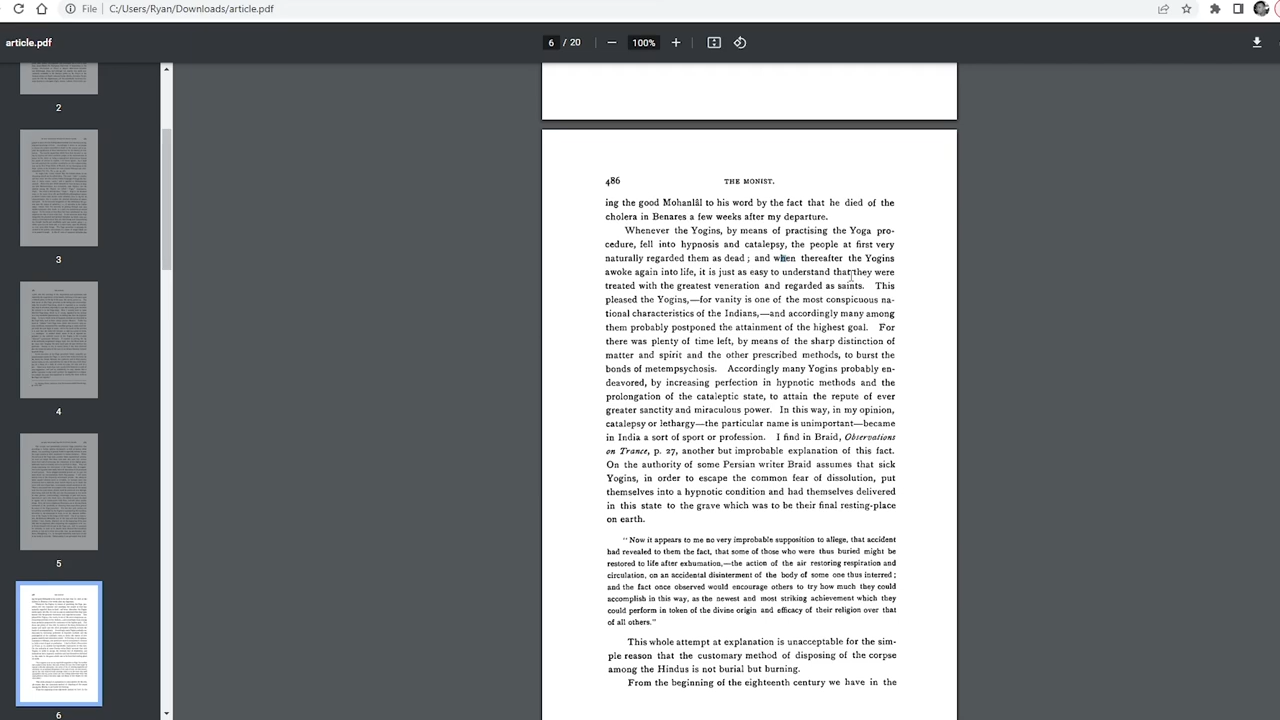 File C:/Users/Ryan/Downloads/article.pdf
article.pdf
6 / 20
100%
2
3
4
5
6
486 THE MONIST.
ing the good Mohanlâl to his word by the fact that he died of the
cholera in Benares a few weeks after my departure.
Whenever the Yogins, by means of practising the Yoga pro-
cedure, fell into hypnosis and catalepsy, the people at first very
naturally regarded them as dead ; and when thereafter the Yogins
awoke again into life, it is just as easy to understand that they were
treated with the greatest veneration and regarded as saints. This
pleased the Yogins,—for vanity is one of the most conspicuous na-
tional characteristics of the Indians,—and accordingly many among
them probably postponed the attainment of the highest goal. For
there was plenty of time left, by means of the sharp distinction of
matter and spirit and the other prescribed methods, to burst the
bonds of metempsychosis. Accordingly many Yogins probably en-
deavored, by increasing perfection in hypnotic methods and the
prolongation of the cataleptic state, to attain the repute of ever
greater sanctity and miraculous power. In this way, in my opinion,
catalepsy or lethargy—the particular name is unimportant—became
in India a sort of sport or profession. I find in Braid, Observations
on Trance, p. 27, another but improbable explanation of this fact.
On the authority of some Persian writer Braid assumes that sick
Yogins, in order to escape the common fear of dissolution, put
themselves into a hypnotic condition and had themselves delivered
in this state to the grave which was to be their final resting-place
on earth.
"Now it appears to me no very improbable supposition to allege, that accident
had revealed to them the fact, that some of those who were thus buried might be
restored to life after exhumation,—the action of the air restoring respiration and
circulation, on an accidental disinterment of the body of some one thus interred ;
and the fact once observed would encourage others to try how much they could
accomplish in this way, as the newest and most striking achievement which they
could perform in token of the divine origin and efficacy of their religion over that
of all others."
This whole attempt at explanation is unacceptable for the sim-
ple reason that the customary method of disposing of the corpse
among the Hindus is not burial but burning.
From the beginning of the eighteenth century we have in the